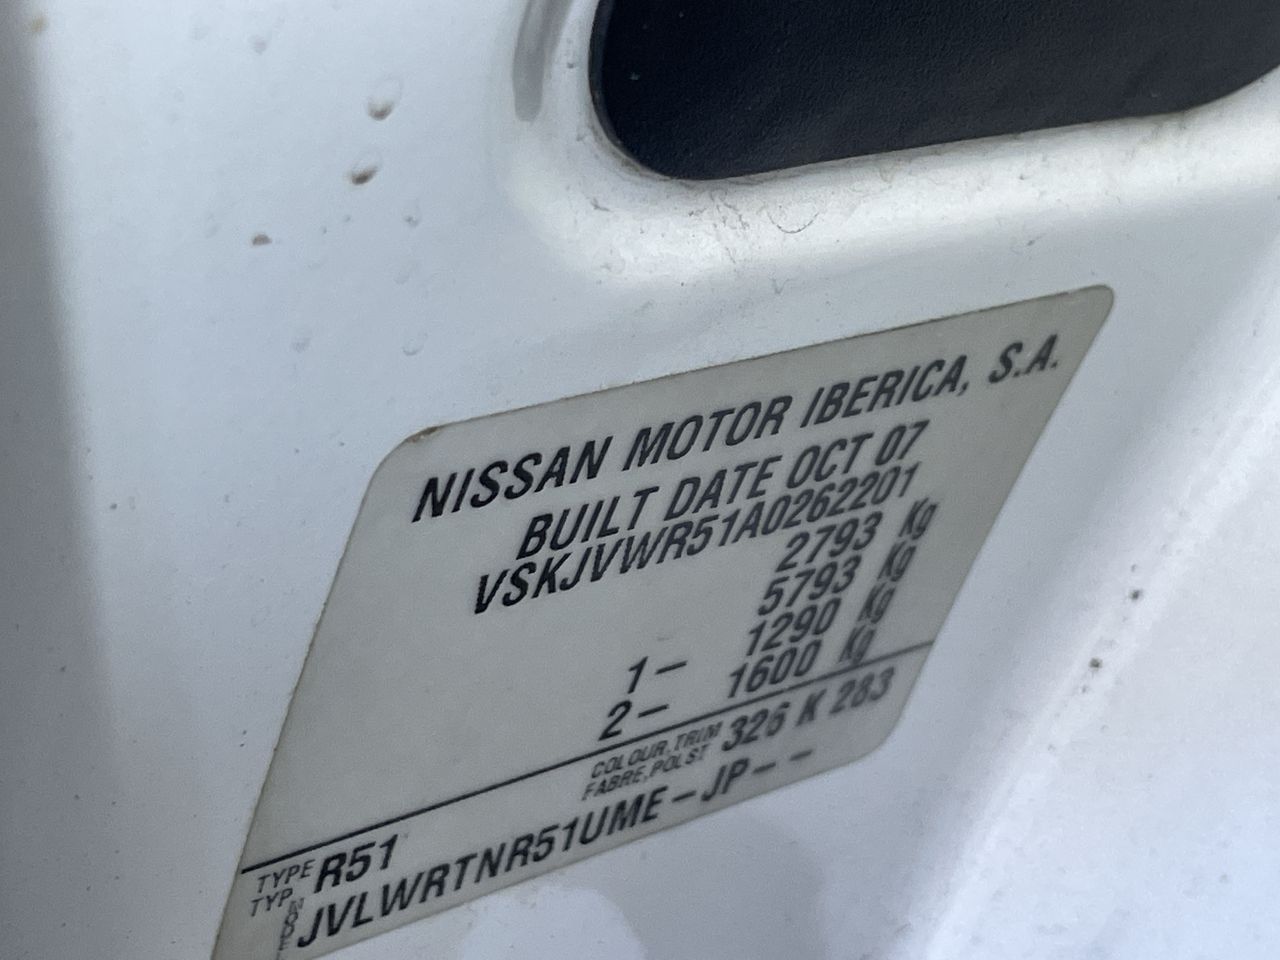 NISSAN MOTOR IBERICA, S.A.
BUILT DATE OCT 07
VSKJVWR51A0262201
2793 Kg
5793 Kg
1- 1290 Kg
2- 1600 Kg
COLOUR,TRIM
FABRE,POLST
326 K 283
TYPE
TYP
R51
JVLWRTNR51UME-JP--